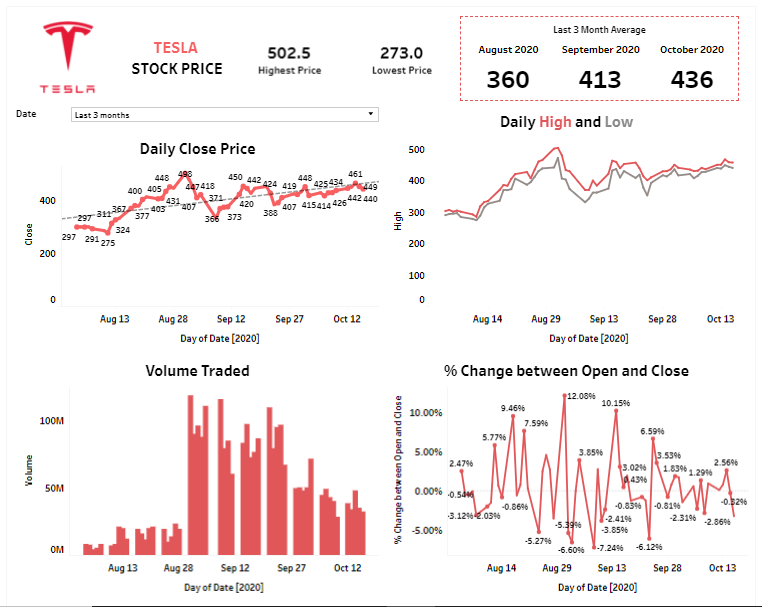 TESLA
TESLA
STOCK PRICE
502.5
Highest Price
273.0
Lowest Price
Last 3 Month Average
August 2020
September 2020
October 2020
360
413
436
Date
Last 3 months
Daily Close Price
Close
400
200
0
297
297
291
275
311
367
324
400
377
405
403
448
431
498
407
447
418
366
371
373
450
420
442
424
388
419
407
448
415
425
414
434
426
461
442
449
440
Aug 13
Aug 28
Sep 12
Sep 27
Oct 12
Day of Date [2020]
Daily High and Low
High
500
400
300
200
100
0
Aug 14
Aug 29
Sep 13
Sep 28
Oct 13
Day of Date [2020]
Volume Traded
Volume
100M
50M
0M
Aug 13
Aug 28
Sep 12
Sep 27
Oct 12
Day of Date [2020]
% Change between Open and Close
% Change between Open and Close
10.00%
5.00%
0.00%
-5.00%
2.47%
-0.54%
-3.12%
-2.03%
5.77%
-0.86%
9.46%
7.59%
-5.27%
12.08%
-5.39%
-6.60%
3.85%
-7.24%
-3.85%
-2.41%
10.15%
3.02%
0.43%
-0.83%
-6.12%
6.59%
3.53%
-0.81%
1.83%
-2.31%
1.29%
-2.86%
2.56%
-0.32%
Aug 14
Aug 29
Sep 13
Sep 28
Oct 13
Day of Date [2020]